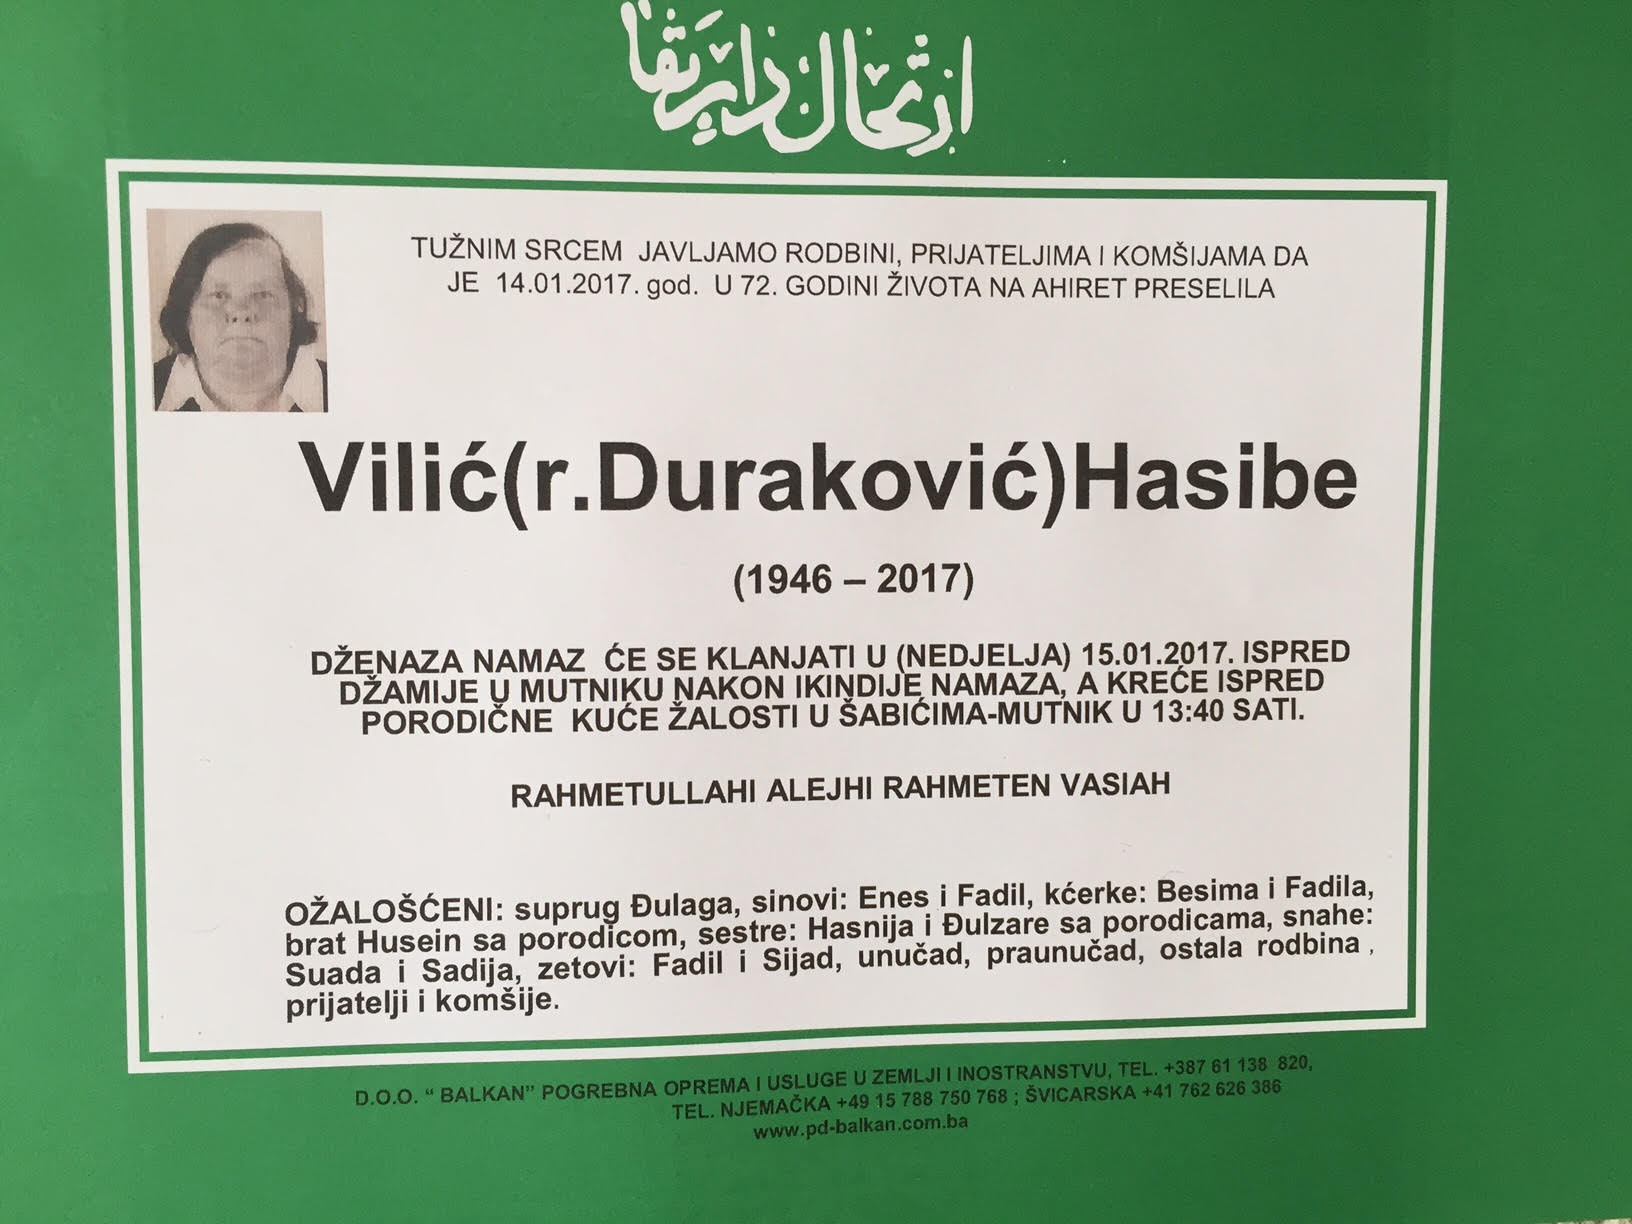 TUŽNIM SRCEM JAVLJAMO RODBINI, PRIJATELJIMA I KOMŠIJAMA DA
JE 14.01.2017. god. U 72. GODINI ŽIVOTA NA AHIRET PRESELILA
Vilić(r.Duraković)Hasibe
(1946 – 2017)
DŽENAZA NAMAZ ĆE SE KLANJATI U (NEDJELJA) 15.01.2017. ISPRED
DŽAMIJE U MUTNIKU NAKON IKINDIJE NAMAZA, A KREĆE ISPRED
PORODIČNE KUĆE ŽALOSTI U ŠABIĆIMA-MUTNIK U 13:40 SATI.
RAHMETULLAHI ALEJHI RAHMETEN VASIAH
OŽALOŠĆENI: suprug Đulaga, sinovi: Enes i Fadil, kćerke: Besima i Fadila,
brat Husein sa porodicom, sestre: Hasnija i Đulzare sa porodicama, snahe:
Suada i Sadija, zetovi: Fadil i Sijad, unučad, praunučad, ostala rodbina ,
prijatelji i komšije.
D.O.O. “ BALKAN” POGREBNA OPREMA I USLUGE U ZEMLJI I INOSTRANSTVU, TEL. +387 61 138 820,
TEL. NJEMAČKA +49 15 788 750 768 ; ŠVICARSKA +41 762 626 386
www.pd-balkan.com.ba